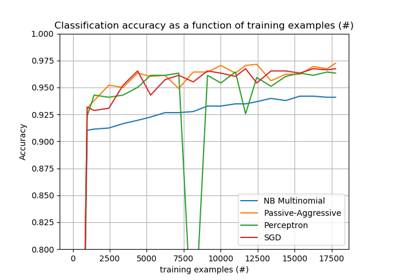 Classification accuracy as a function of training examples (#)
1.000
0.975
0.950
0.925
0.900
0.875
0.850
0.825
0.800
Accuracy
NB Multinomial
Passive-Aggressive
Perceptron
SGD
0 2500 5000 7500 10000 12500 15000 17500
training examples (#)